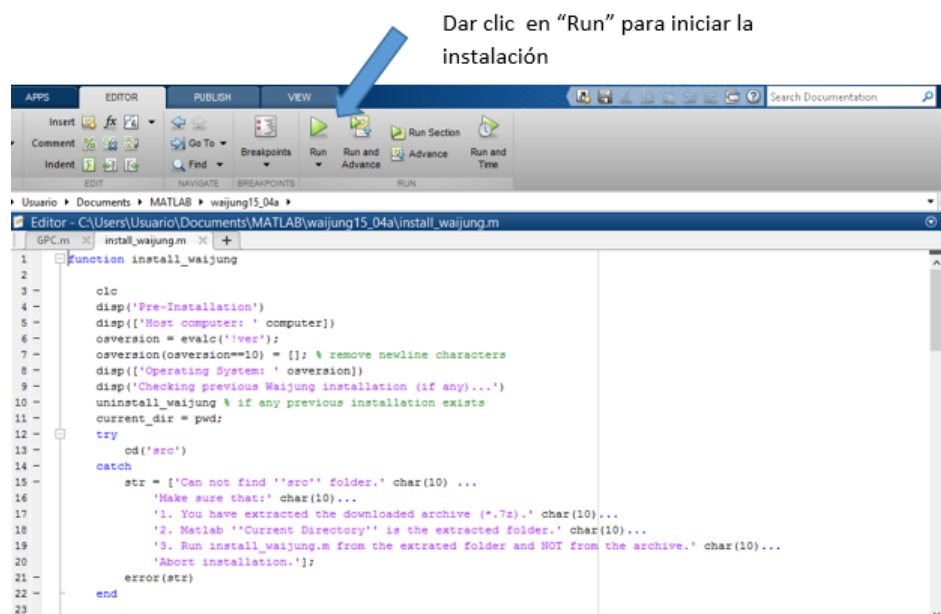 Dar clic en “Run” para iniciar la
instalación
APPS EDITOR PUBLISH VIEW Search Documentation
Insert fx
Comment Go To Breakpoints Run Run and Advance Run Section Advance Run and Time
Indent Find
EDIT NAVIGATE BREAKPOINTS RUN
Usuario Documents MATLAB waijung15_04a
Editor - C:\Users\Usuario\Documents\MATLAB\waijung15_04a\install_waijung.m
GPC.m install_waijung.m
1 function install_waijung
2
3 - clc
4 - disp('Pre-Installation')
5 - disp(['Host computer: ' computer])
6 - osversion = evalc('!ver');
7 - osversion(osversion==10) = []; % remove newline characters
8 - disp(['Operating System: ' osversion])
9 - disp('Checking previous Waijung installation (if any)...')
10 - uninstall_waijung % if any previous installation exists
11 - current_dir = pwd;
12 - try
13 - cd('src')
14 - catch
15 - str = ['Can not find ''src'' folder.' char(10) ...
16 'Make sure that:' char(10)...
17 '1. You have extracted the downloaded archive (*.7z).' char(10)...
18 '2. Matlab ''Current Directory'' is the extracted folder.' char(10)...
19 '3. Run install_waijung.m from the extrated folder and NOT from the archive.' char(10)...
20 'Abort installation.'];
21 - error(str)
22 - end
23